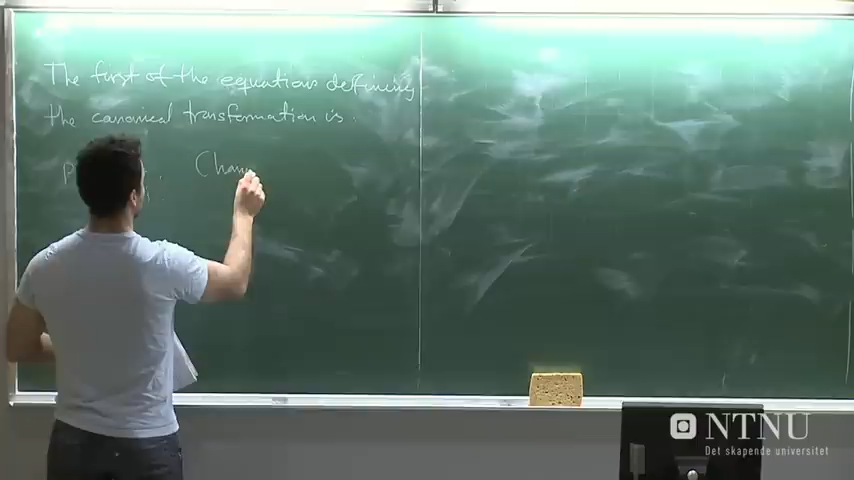 The first of the equations defining
the canonical transformation is:
P
NTNU
Det skapende universitet